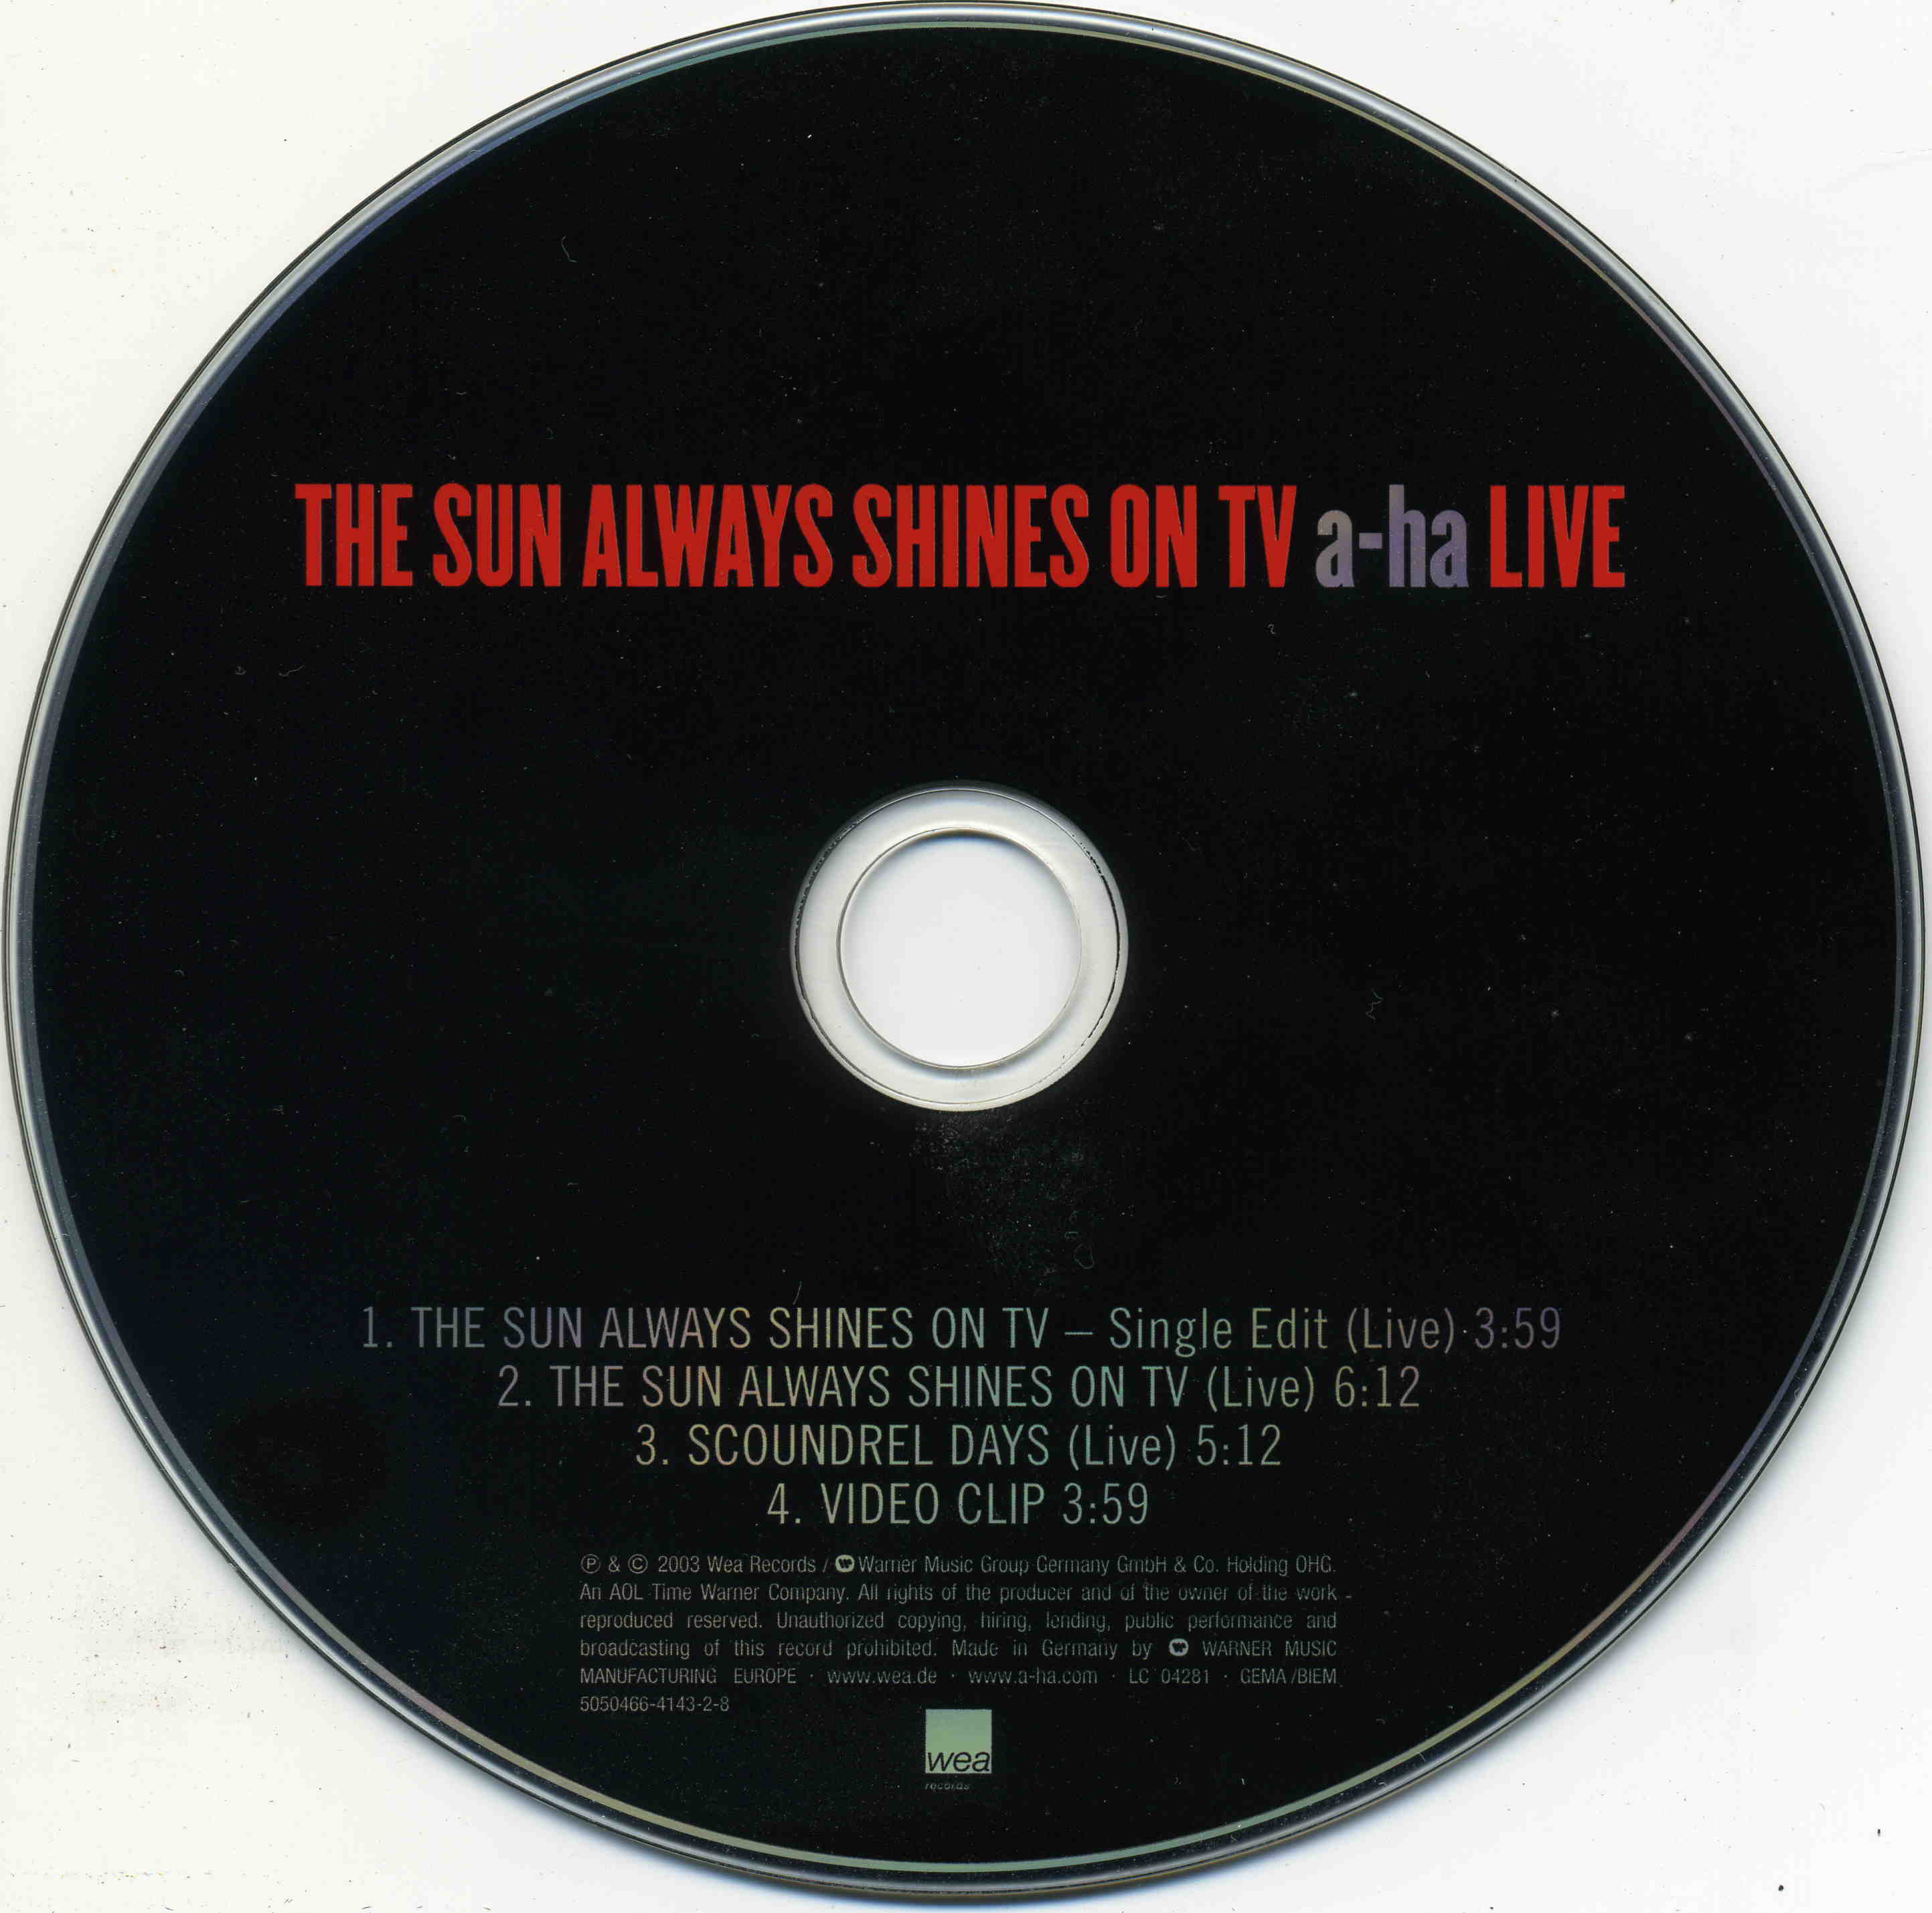 THE SUN ALWAYS SHINES ON TV a-ha LIVE
1. THE SUN ALWAYS SHINES ON TV – Single Edit (Live) 3:59
2. THE SUN ALWAYS SHINES ON TV (Live) 6:12
3. SCOUNDREL DAYS (Live) 5:12
4. VIDEO CLIP 3:59
℗ & © 2003 Wea Records / Warner Music Group Germany GmbH & Co. Holding OHG.
An AOL Time Warner Company. All rights of the producer and of the owner of the work
reproduced reserved. Unauthorized copying, hiring, lending, public performance and
broadcasting of this record prohibited. Made in Germany by WARNER MUSIC
MANUFACTURING EUROPE · www.wea.de · www.a-ha.com · LC 04281 · GEMA/BIEM
5050466-4143-2-8
wea
records